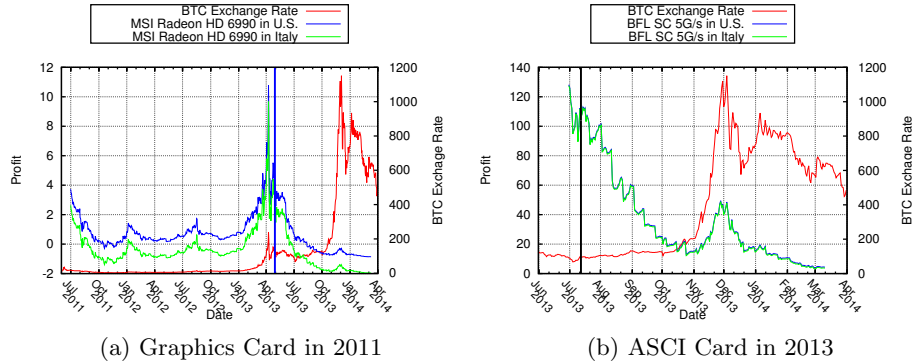 BTC Exchange Rate
MSI Radeon HD 6990 in U.S.
MSI Radeon HD 6990 in Italy
12
10
8
6
4
2
0
-2
Profit
1200
1000
800
600
400
200
0
BTC Exchange Rate
Jul 2011
Oct 2011
Jan 2012
Apr 2012
Jul 2012
Oct 2012
Jan 2013
Apr 2013
Jul 2013
Oct 2013
Jan 2014
Apr 2014
Date
(a) Graphics Card in 2011
BTC Exchange Rate
BFL SC 5G/s in U.S.
BFL SC 5G/s in Italy
140
120
100
80
60
40
20
0
Profit
1200
1000
800
600
400
200
0
BTC Exchange Rate
Jun 2013
Jul 2013
Aug 2013
Sep 2013
Oct 2013
Nov 2013
Dec 2013
Jan 2014
Feb 2014
Mar 2014
Apr 2014
Date
(b) ASCI Card in 2013